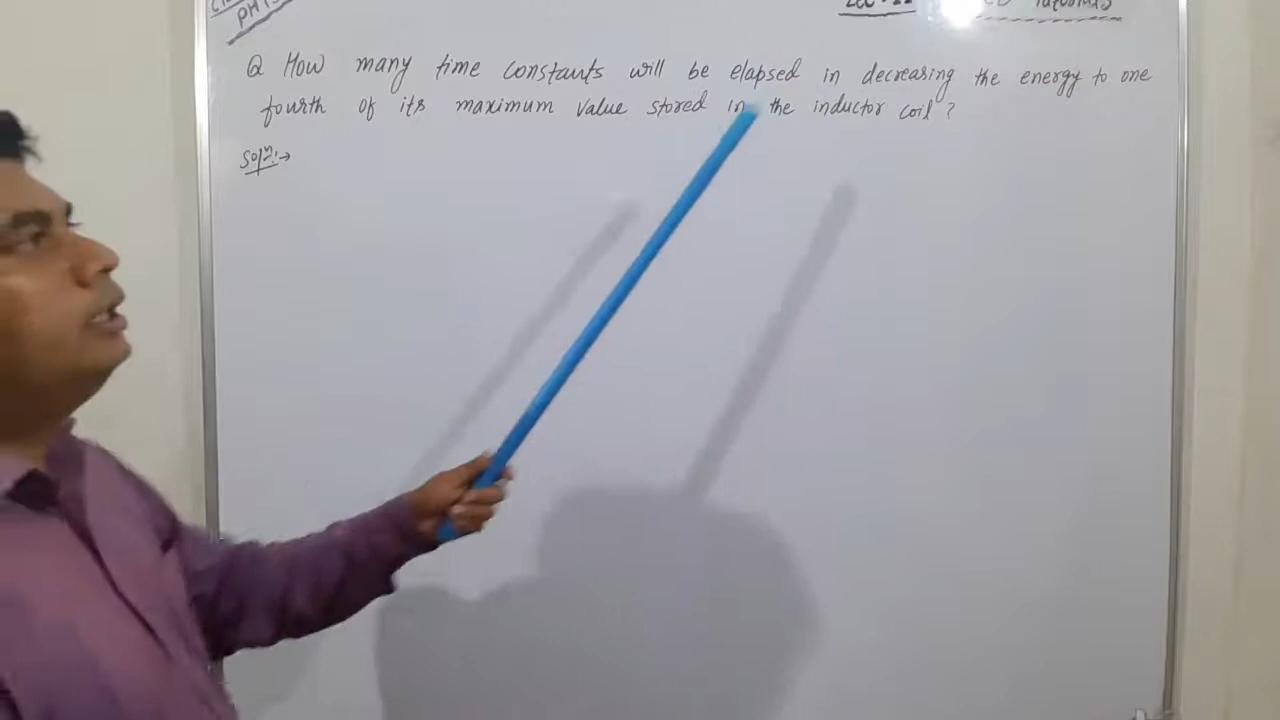 Q How many time constants will be elapsed in decreasing the energy to one
fourth of its maximum value stored in the inductor coil?
Solⁿ:→